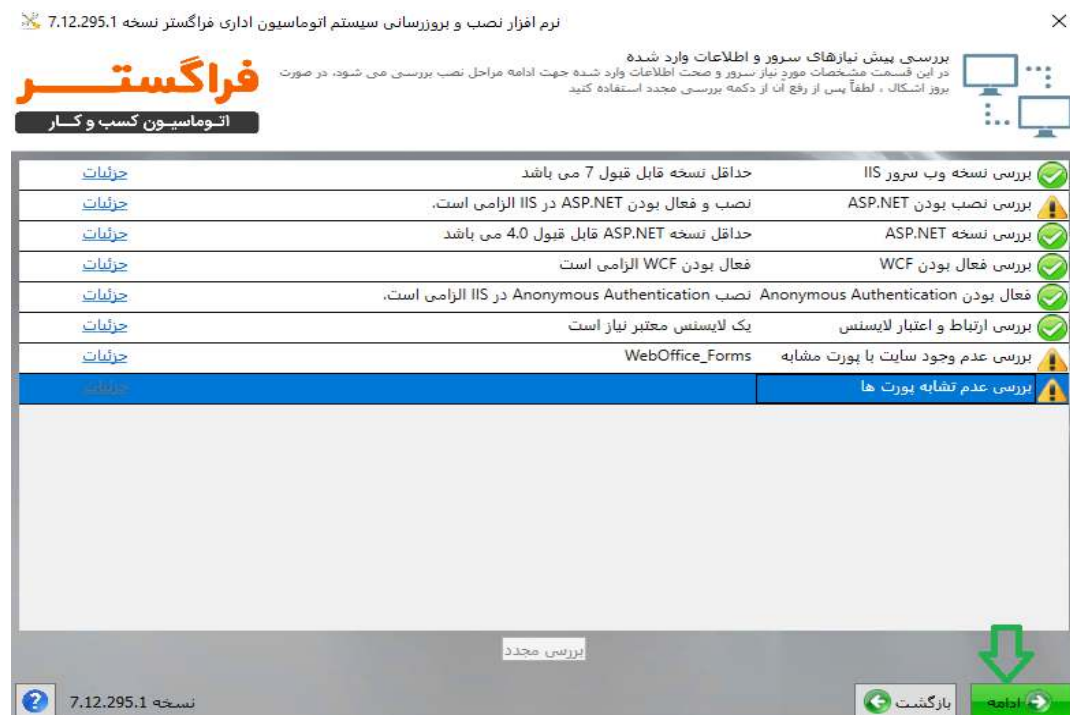 نرم افزار نصب و بروزرسانی سیستم اتوماسیون اداری فراگستر نسخه 7.12.295.1
بررسی پیش نیازهای سرور و اطلاعات وارد شده
در این قسمت مشخصات مورد نیاز سرور و صحت اطلاعات وارد شده جهت ادامه مراحل نصب بررسی می شود، در صورت
بروز اشکال ، لطفاً پس از رفع آن از دکمه بررسی مجدد استفاده کنید
فراگستر
اتوماسیون کسب و کار
بررسی نسخه وب سرور IIS حداقل نسخه قابل قبول 7 می باشد جزئیات
بررسی نصب بودن ASP.NET نصب و فعال بودن ASP.NET در IIS الزامی است. جزئیات
بررسی نسخه ASP.NET حداقل نسخه ASP.NET قابل قبول 4.0 می باشد جزئیات
بررسی فعال بودن WCF فعال بودن WCF الزامی است جزئیات
فعال بودن Anonymous Authentication نصب Anonymous Authentication در IIS الزامی است. جزئیات
بررسی ارتباط و اعتبار لایسنس یک لایسنس معتبر نیاز است جزئیات
بررسی عدم وجود سایت با پورت مشابه WebOffice_Forms جزئیات
بررسی عدم تشابه پورت ها جزئیات
بررسی مجدد
ادامه
بازگشت
نسخه 7.12.295.1